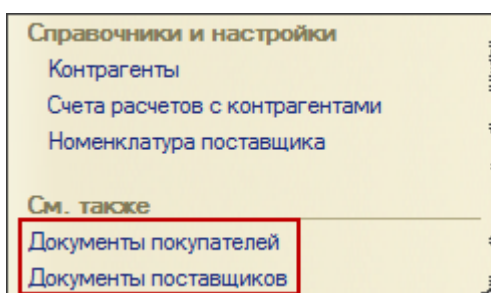 Справочники и настройки
Контрагенты
Счета расчетов с контрагентами
Номенклатура поставщика
См. также
Документы покупателей
Документы поставщиков